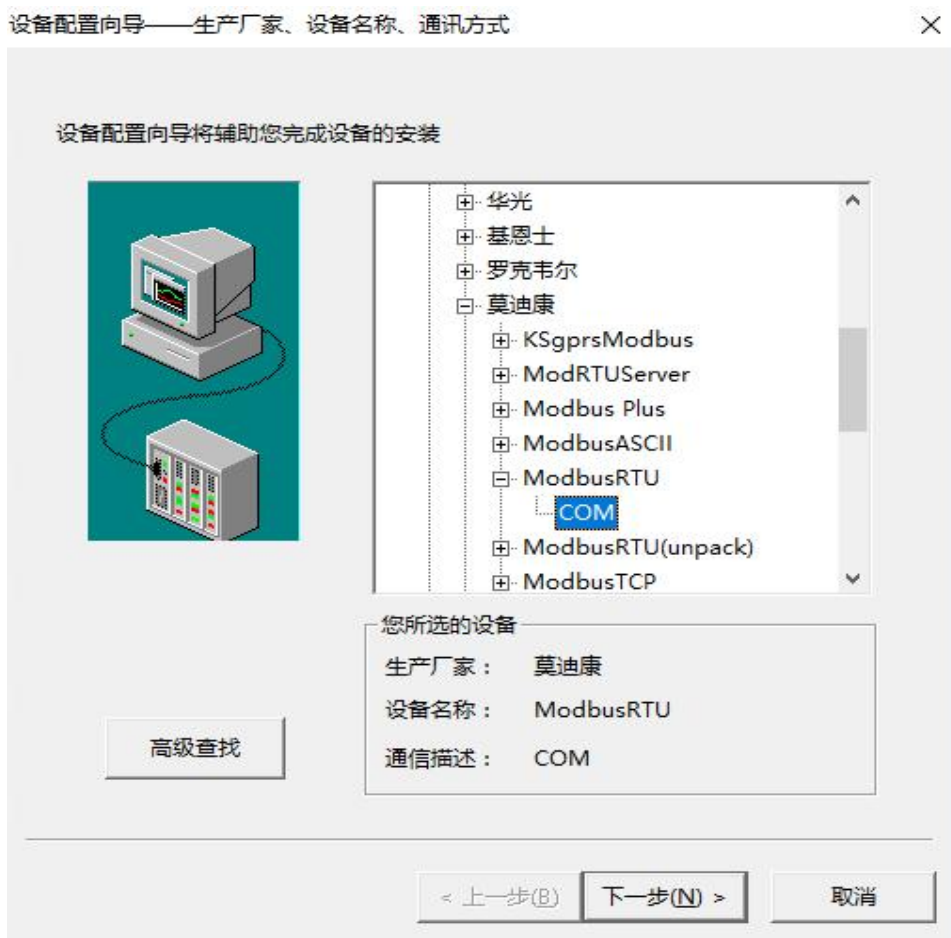 设备配置向导——生产厂家、设备名称、通讯方式
设备配置向导将辅助您完成设备的安装
华光
基恩士
罗克韦尔
莫迪康
KSgprsModbus
ModRTUServer
Modbus Plus
ModbusASCII
ModbusRTU
COM
ModbusRTU(unpack)
ModbusTCP
您所选的设备
生产厂家： 莫迪康
设备名称： ModbusRTU
通信描述： COM
高级查找
< 上一步(B) 下一步(N) > 取消